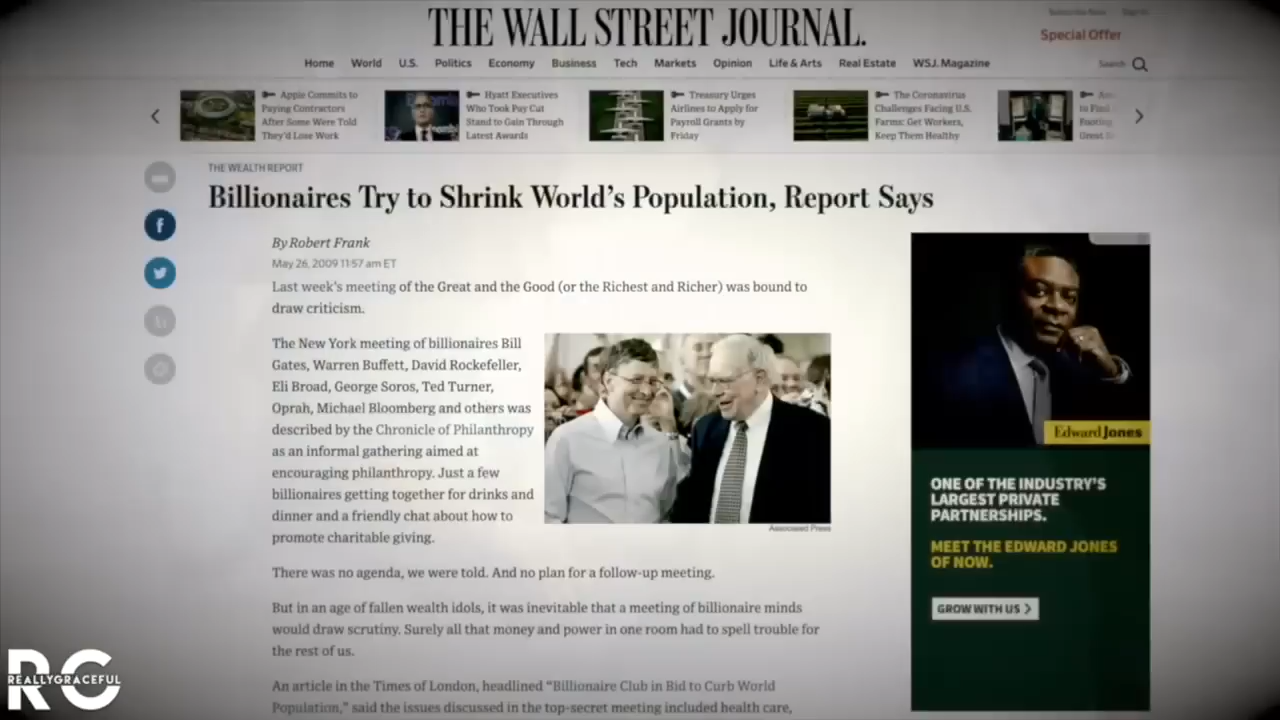 THE WALL STREET JOURNAL.
Subscribe Now Sign In
Special Offer
Home World U.S. Politics Economy Business Tech Markets Opinion Life & Arts Real Estate WSJ. Magazine
Search
Apple Commits to
Paying Contractors
After Some Were Told
They'd Lose Work
Hyatt Executives
Who Took Pay Cut
Stand to Gain Through
Latest Awards
Treasury Urges
Airlines to Apply for
Payroll Grants by
Friday
The Coronavirus
Challenges Facing U.S.
Farms: Get Workers,
Keep Them Healthy
to Find
Footing
Great
THE WEALTH REPORT
Billionaires Try to Shrink World's Population, Report Says
By Robert Frank
May 26, 2009 11:57 am ET
Last week's meeting of the Great and the Good (or the Richest and Richer) was bound to
draw criticism.
The New York meeting of billionaires Bill
Gates, Warren Buffett, David Rockefeller,
Eli Broad, George Soros, Ted Turner,
Oprah, Michael Bloomberg and others was
described by the Chronicle of Philanthropy
as an informal gathering aimed at
encouraging philanthropy. Just a few
billionaires getting together for drinks and
dinner and a friendly chat about how to
promote charitable giving.
Associated Press
There was no agenda, we were told. And no plan for a follow-up meeting.
But in an age of fallen wealth idols, it was inevitable that a meeting of billionaire minds
would draw scrutiny. Surely all that money and power in one room had to spell trouble for
the rest of us.
An article in the Times of London, headlined “Billionaire Club in Bid to Curb World
Population,” said the issues discussed in the top-secret meeting included health care,
Edward Jones
ONE OF THE INDUSTRY'S
LARGEST PRIVATE
PARTNERSHIPS.
MEET THE EDWARD JONES
OF NOW.
GROW WITH US >
RG
REALLYGRACEFUL